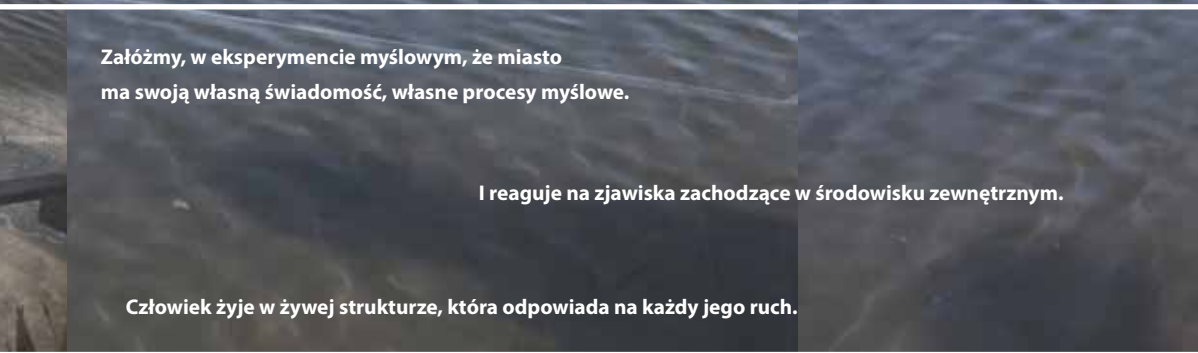 Załóżmy, w eksperymencie myślowym, że miasto
ma swoją własną świadomość, własne procesy myślowe.
I reaguje na zjawiska zachodzące w środowisku zewnętrznym.
Człowiek żyje w żywej strukturze, która odpowiada na każdy jego ruch.